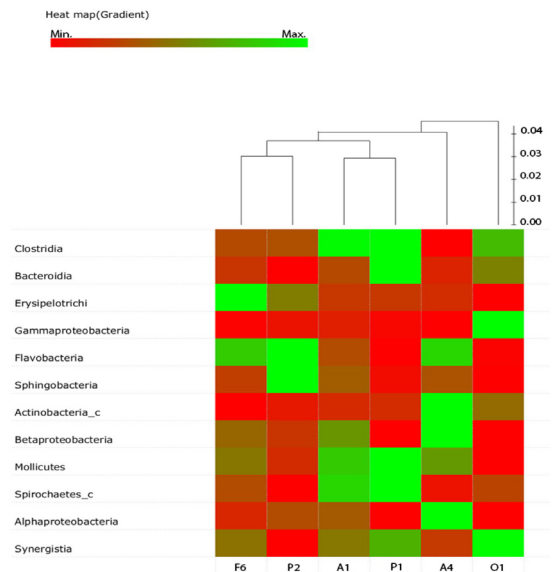 Heat map(Gradient)
Min. Max.
0.04
0.03
0.02
0.01
0.00
Clostridia
Bacteroidia
Erysipelotrichi
Gammaproteobacteria
Flavobacteria
Sphingobacteria
Actinobacteria_c
Betaproteobacteria
Mollicutes
Spirochaetes_c
Alphaproteobacteria
Synergistia
F6 P2 A1 P1 A4 O1